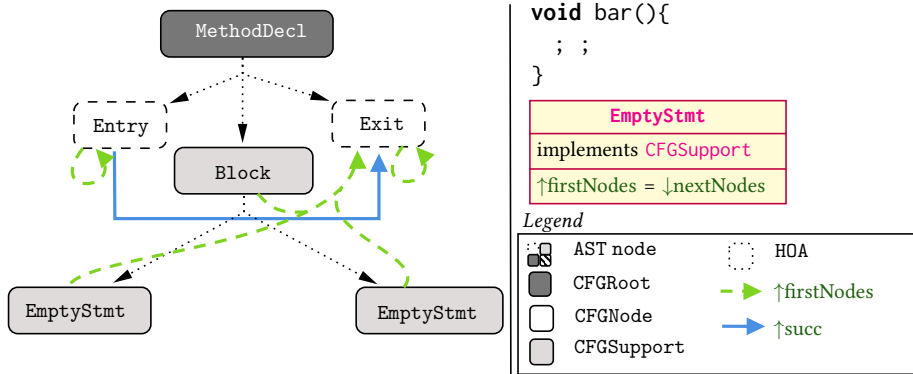 MethodDecl
Entry
Exit
Block
EmptyStmt
EmptyStmt
void bar(){
; ;
}
EmptyStmt
implements CFGSupport
↑firstNodes = ↓nextNodes
Legend
AST node
HOA
CFGRoot
↑firstNodes
CFGNode
↑succ
CFGSupport